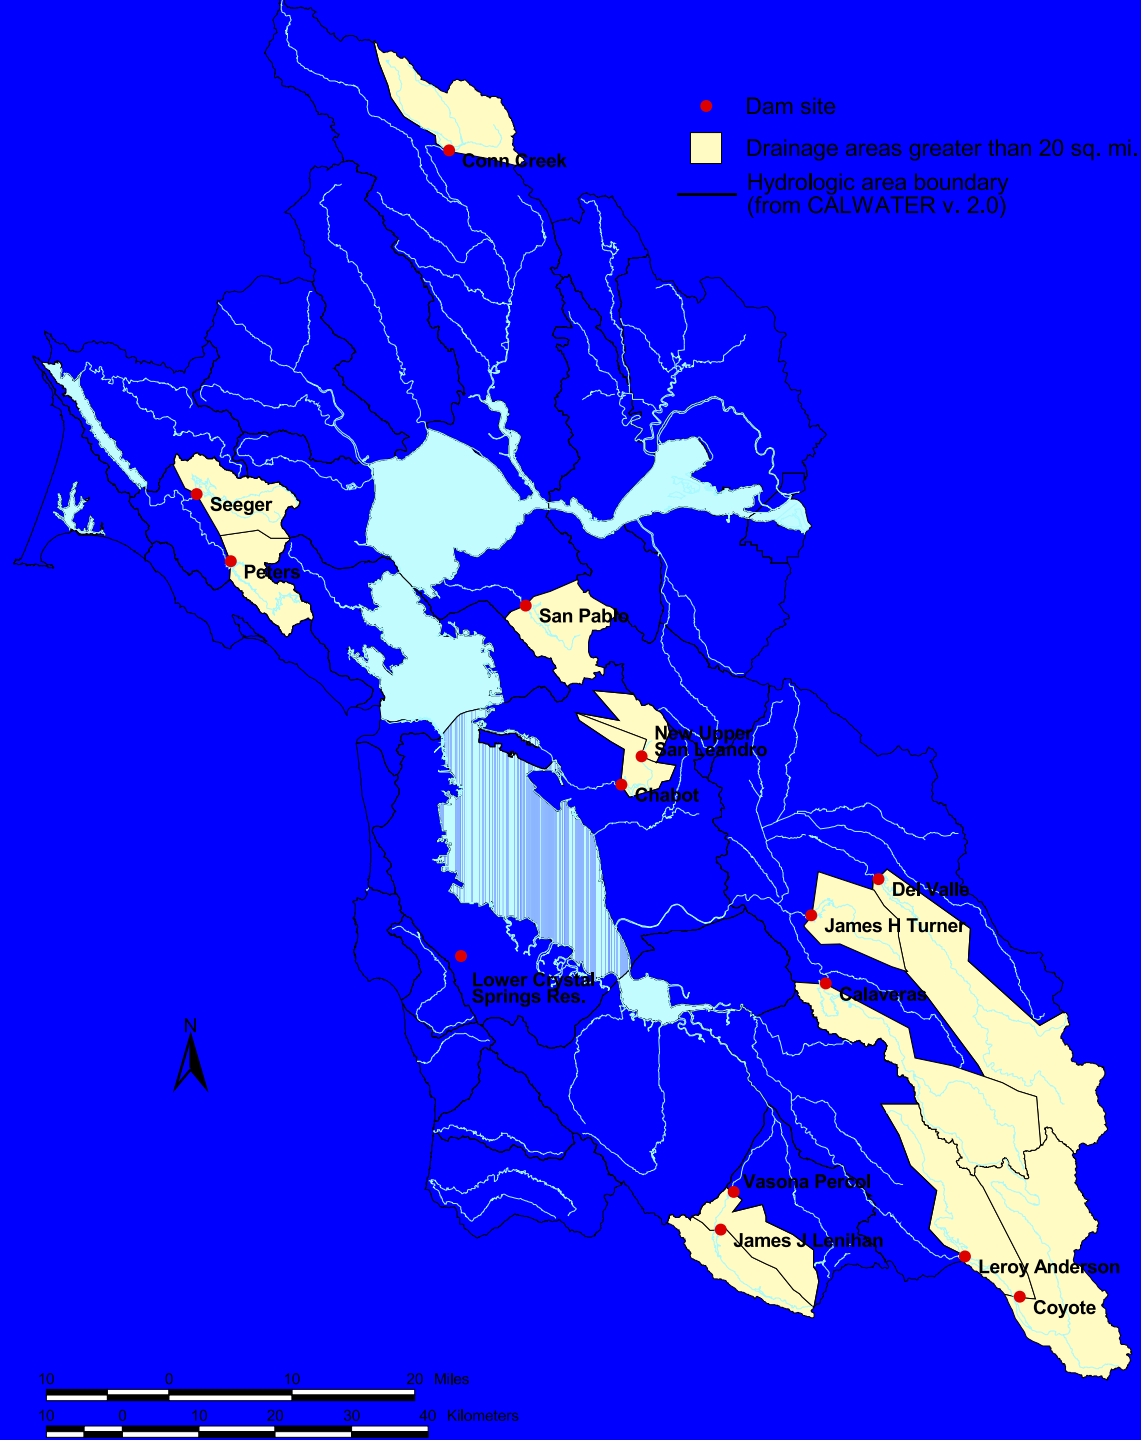 Dam site
Drainage areas greater than 20 sq. mi.
Conn Creek
Hydrologic area boundary
(from CALWATER v. 2.0)
Seeger
Peters
San Pablo
New Upper
San Leandro
Chabot
Del Valle
James H Turner
Lower Crystal
Springs Res.
Calaveras
N
Vasona Percol
James J Lenihan
Leroy Anderson
Coyote
10 0 10 20 Miles
10 0 10 20 30 40 Kilometers